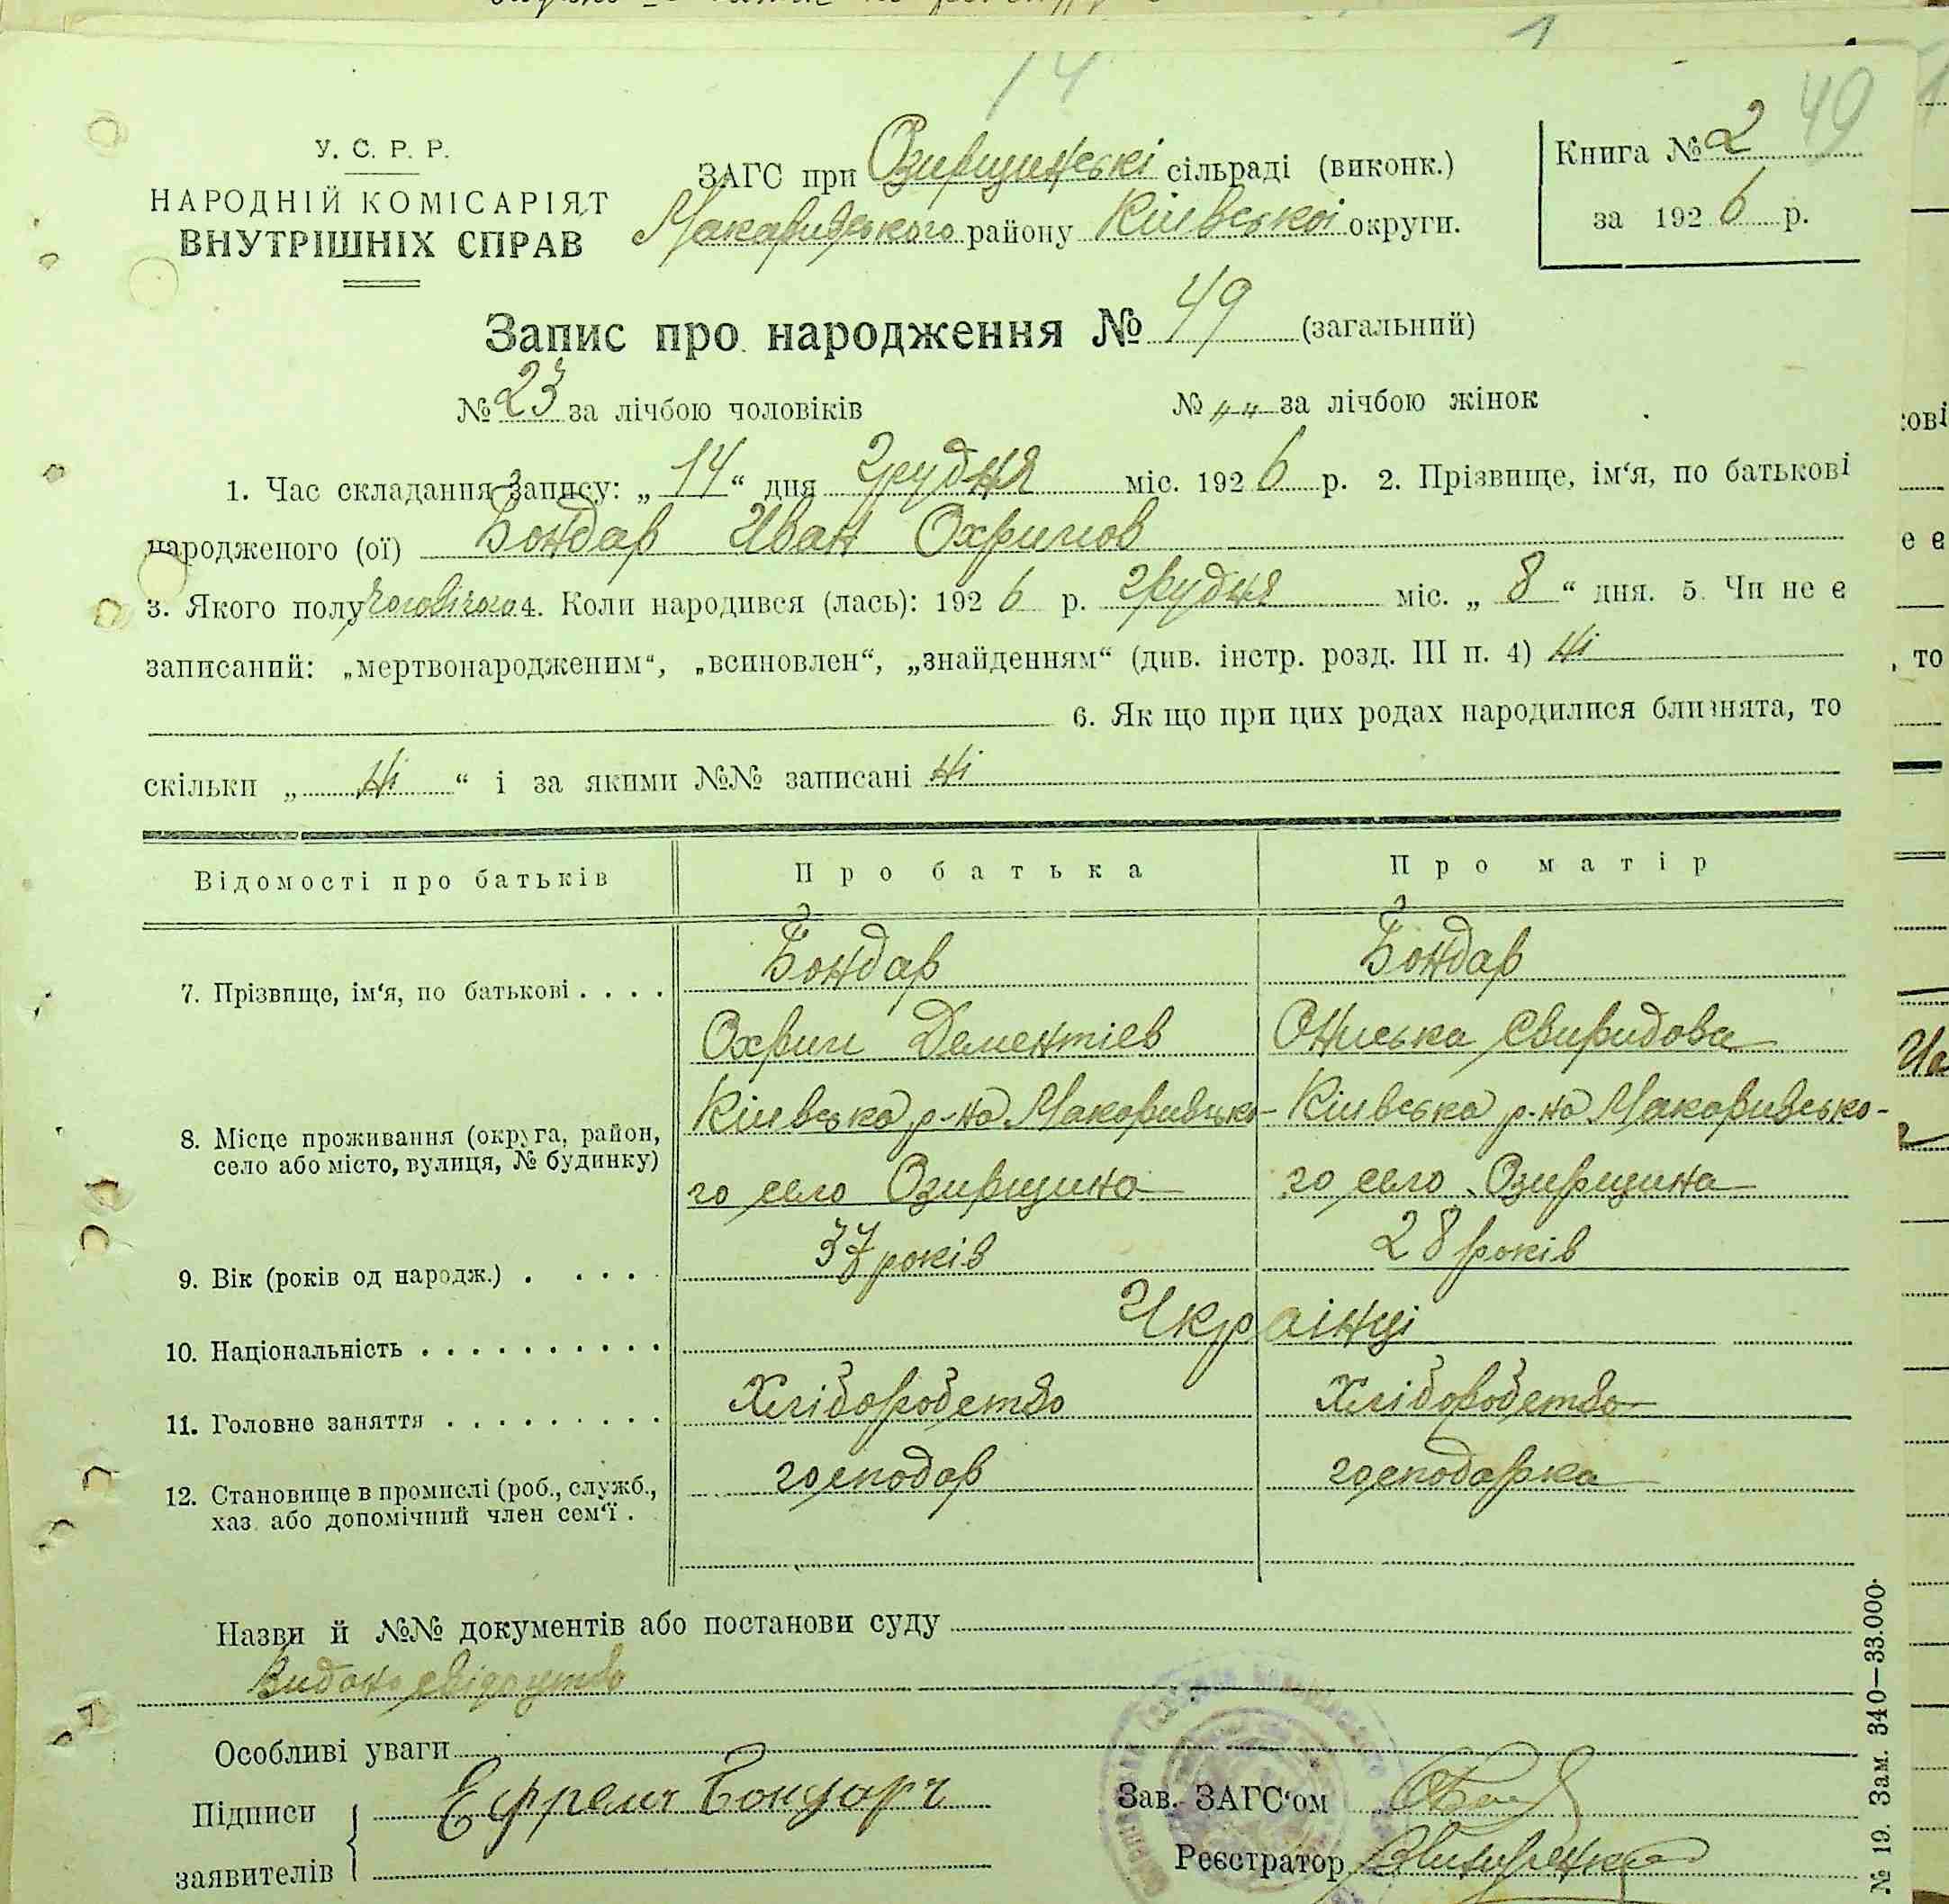 1
14
49
У. С. Р. Р.
НАРОДНІЙ КОМІСАРІЯТ
ВНУТРІШНІХ СПРАВ
ЗАГС при Озирщинські сільраді (виконк.)
Макарівського району Київської округи.
Книга № 2
за 1926 р.
Запис про народження № 49 (загальний)
№ 23 за лічбою чоловіків № „ „ за лічбою жінок
1. Час складання запису: „14“ дня грудня міс. 1926 р. 2. Прізвище, ім‘я, по батькові
народженого (ої) Бондар Иван Охримов
3. Якого полу чоловічого 4. Коли народився (лась): 1926 р. грудня міс. „8“ дня. 5. Чи не є
записаний: „мертвонародженим“, „всиновлен“, „знайденням“ (див. інстр. розд. III п. 4) Ні
6. Як що при цих родах народилися близнята, то
скільки „ Ні “ і за якими №№ записані Ні
Відомості про батьків Про батька Про матір
7. Прізвище, ім‘я, по батькові . . . . Бондар Бондар
Охрим Дементієв Ониська Свиридова
8. Місце проживання (округа, район, село або місто, вулиця, № будинку) Київська р-на Макарівсько- Київська р-на Макарівсько-
го село Озирщина го село Озирщина
9. Вік (років од народж.) . . . . 37 років 28 років
10. Національність . . . . . . . . . . Українці
11. Головне заняття . . . . . . . . . Хліборобство Хліборобство
12. Становище в промислі (роб., служб., хаз. або допомічний член сем‘ї . господар господарка
Назви й №№ документів або постанови суду
Видано свідоцтво
Особливі уваги
Підписи заявителів Ефрем Бондарь
Зав. ЗАГС‘ом
Реєстратор
№ 19. Зам. 340—33.000.